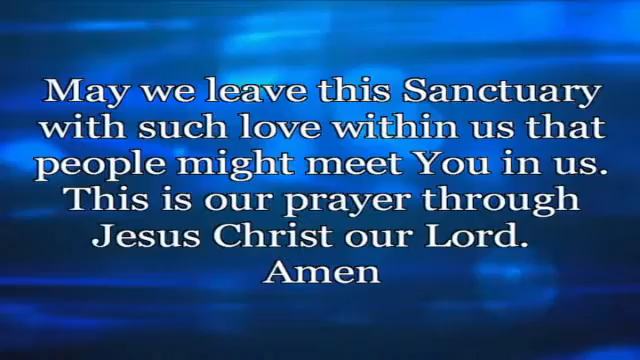 May we leave this Sanctuary
with such love within us that
people might meet You in us.
This is our prayer through
Jesus Christ our Lord.
Amen